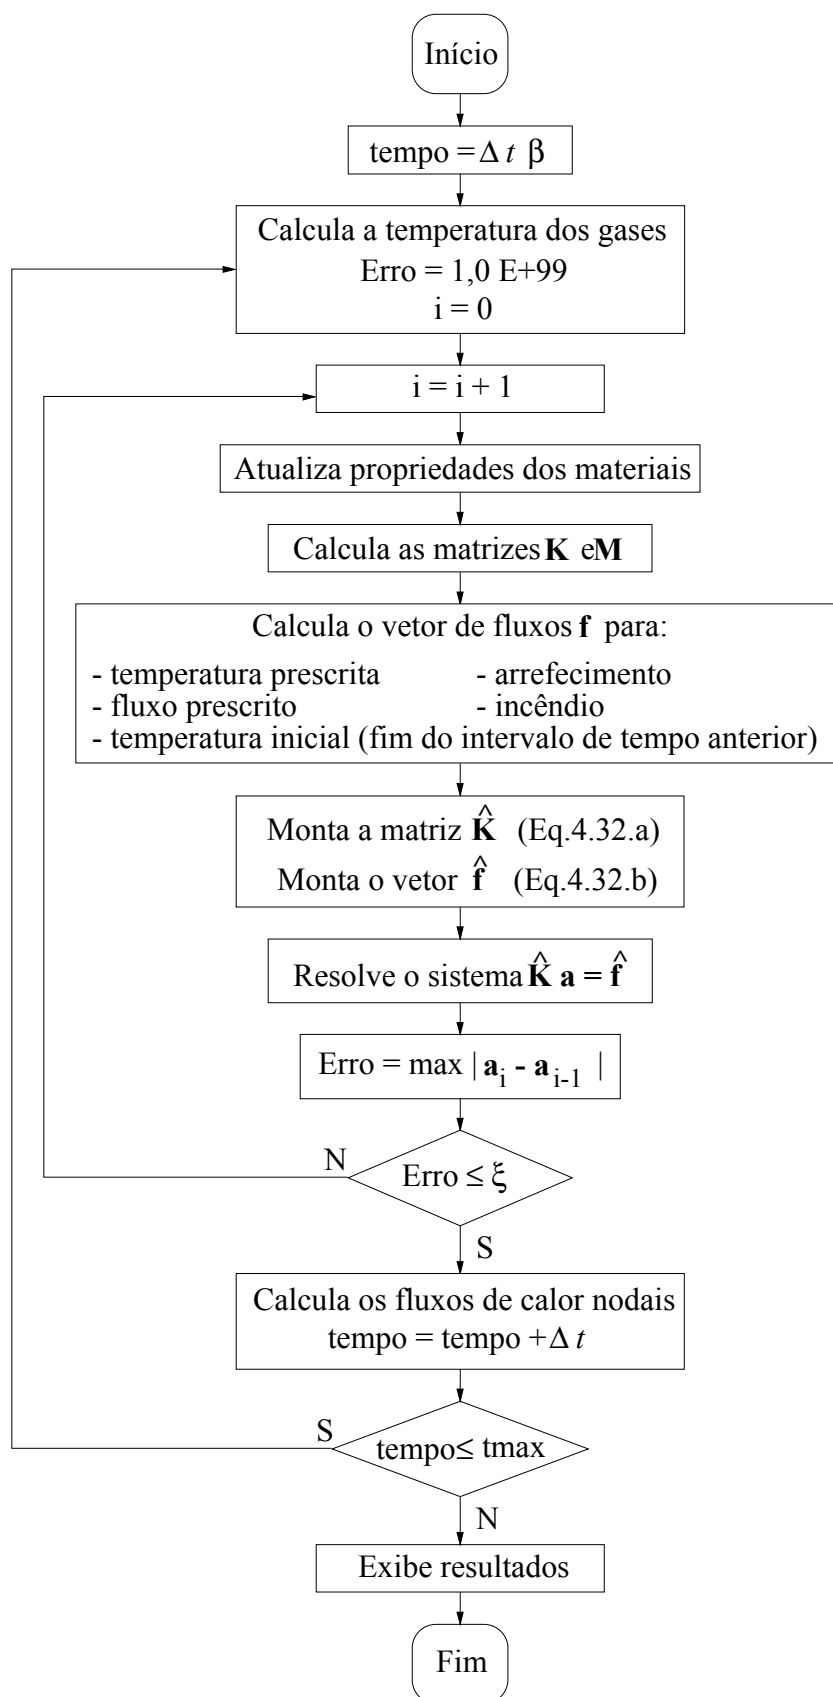 Início
tempo = Δ t β
Calcula a temperatura dos gases
Erro = 1,0 E+99
i = 0
i = i + 1
Atualiza propriedades dos materiais
Calcula as matrizes K e M
Calcula o vetor de fluxos f para:
- temperatura prescrita - arrefecimento
- fluxo prescrito - incêndio
- temperatura inicial (fim do intervalo de tempo anterior)
Monta a matriz K̂ (Eq.4.32.a)
Monta o vetor f̂ (Eq.4.32.b)
Resolve o sistema K̂ a = f̂
Erro = max | a_i - a_i-1 |
N
Erro ≤ ξ
S
Calcula os fluxos de calor nodais
tempo = tempo + Δ t
S
tempo ≤ tmax
N
Exibe resultados
Fim